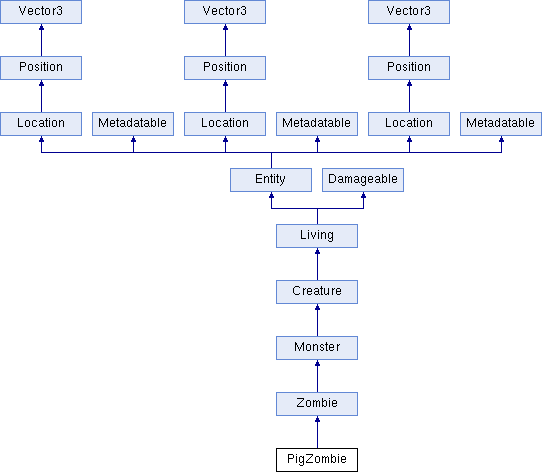 Vector3 Vector3 Vector3
Position Position Position
Location Metadatable Location Metadatable Location Metadatable
Entity Damageable
Living
Creature
Monster
Zombie
PigZombie